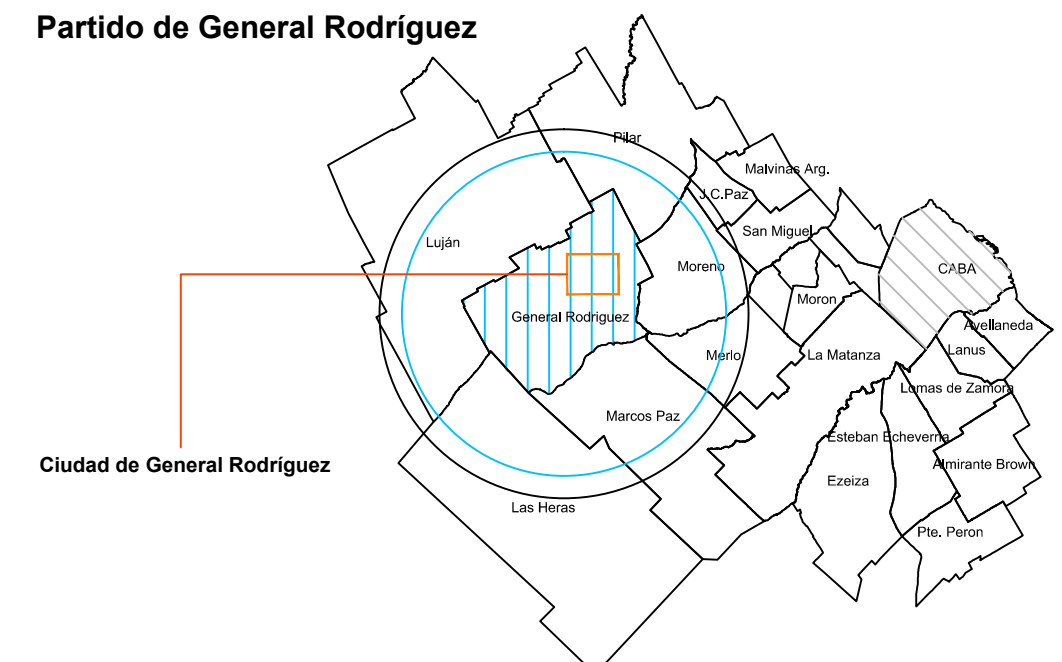 Partido de General Rodríguez
Pilar
Malvinas Arg.
J.C.Paz
San Miguel
Luján
Moreno
CABA
Moron
General Rodriguez
Avellaneda
Lanus
Merlo
La Matanza
Lomas de Zamora
Marcos Paz
Esteban Echeverria
Ciudad de General Rodríguez
Almirante Brown
Ezeiza
Las Heras
Pte. Peron